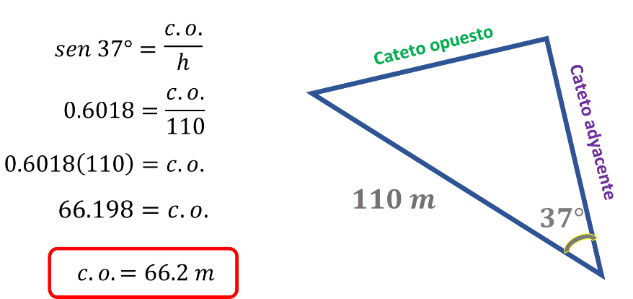 sen 37° = c.o./h
0.6018 = c.o./110
0.6018(110) = c.o.
66.198 = c.o.
c.o. = 66.2 m
Cateto opuesto
Cateto adyacente
110 m
37°